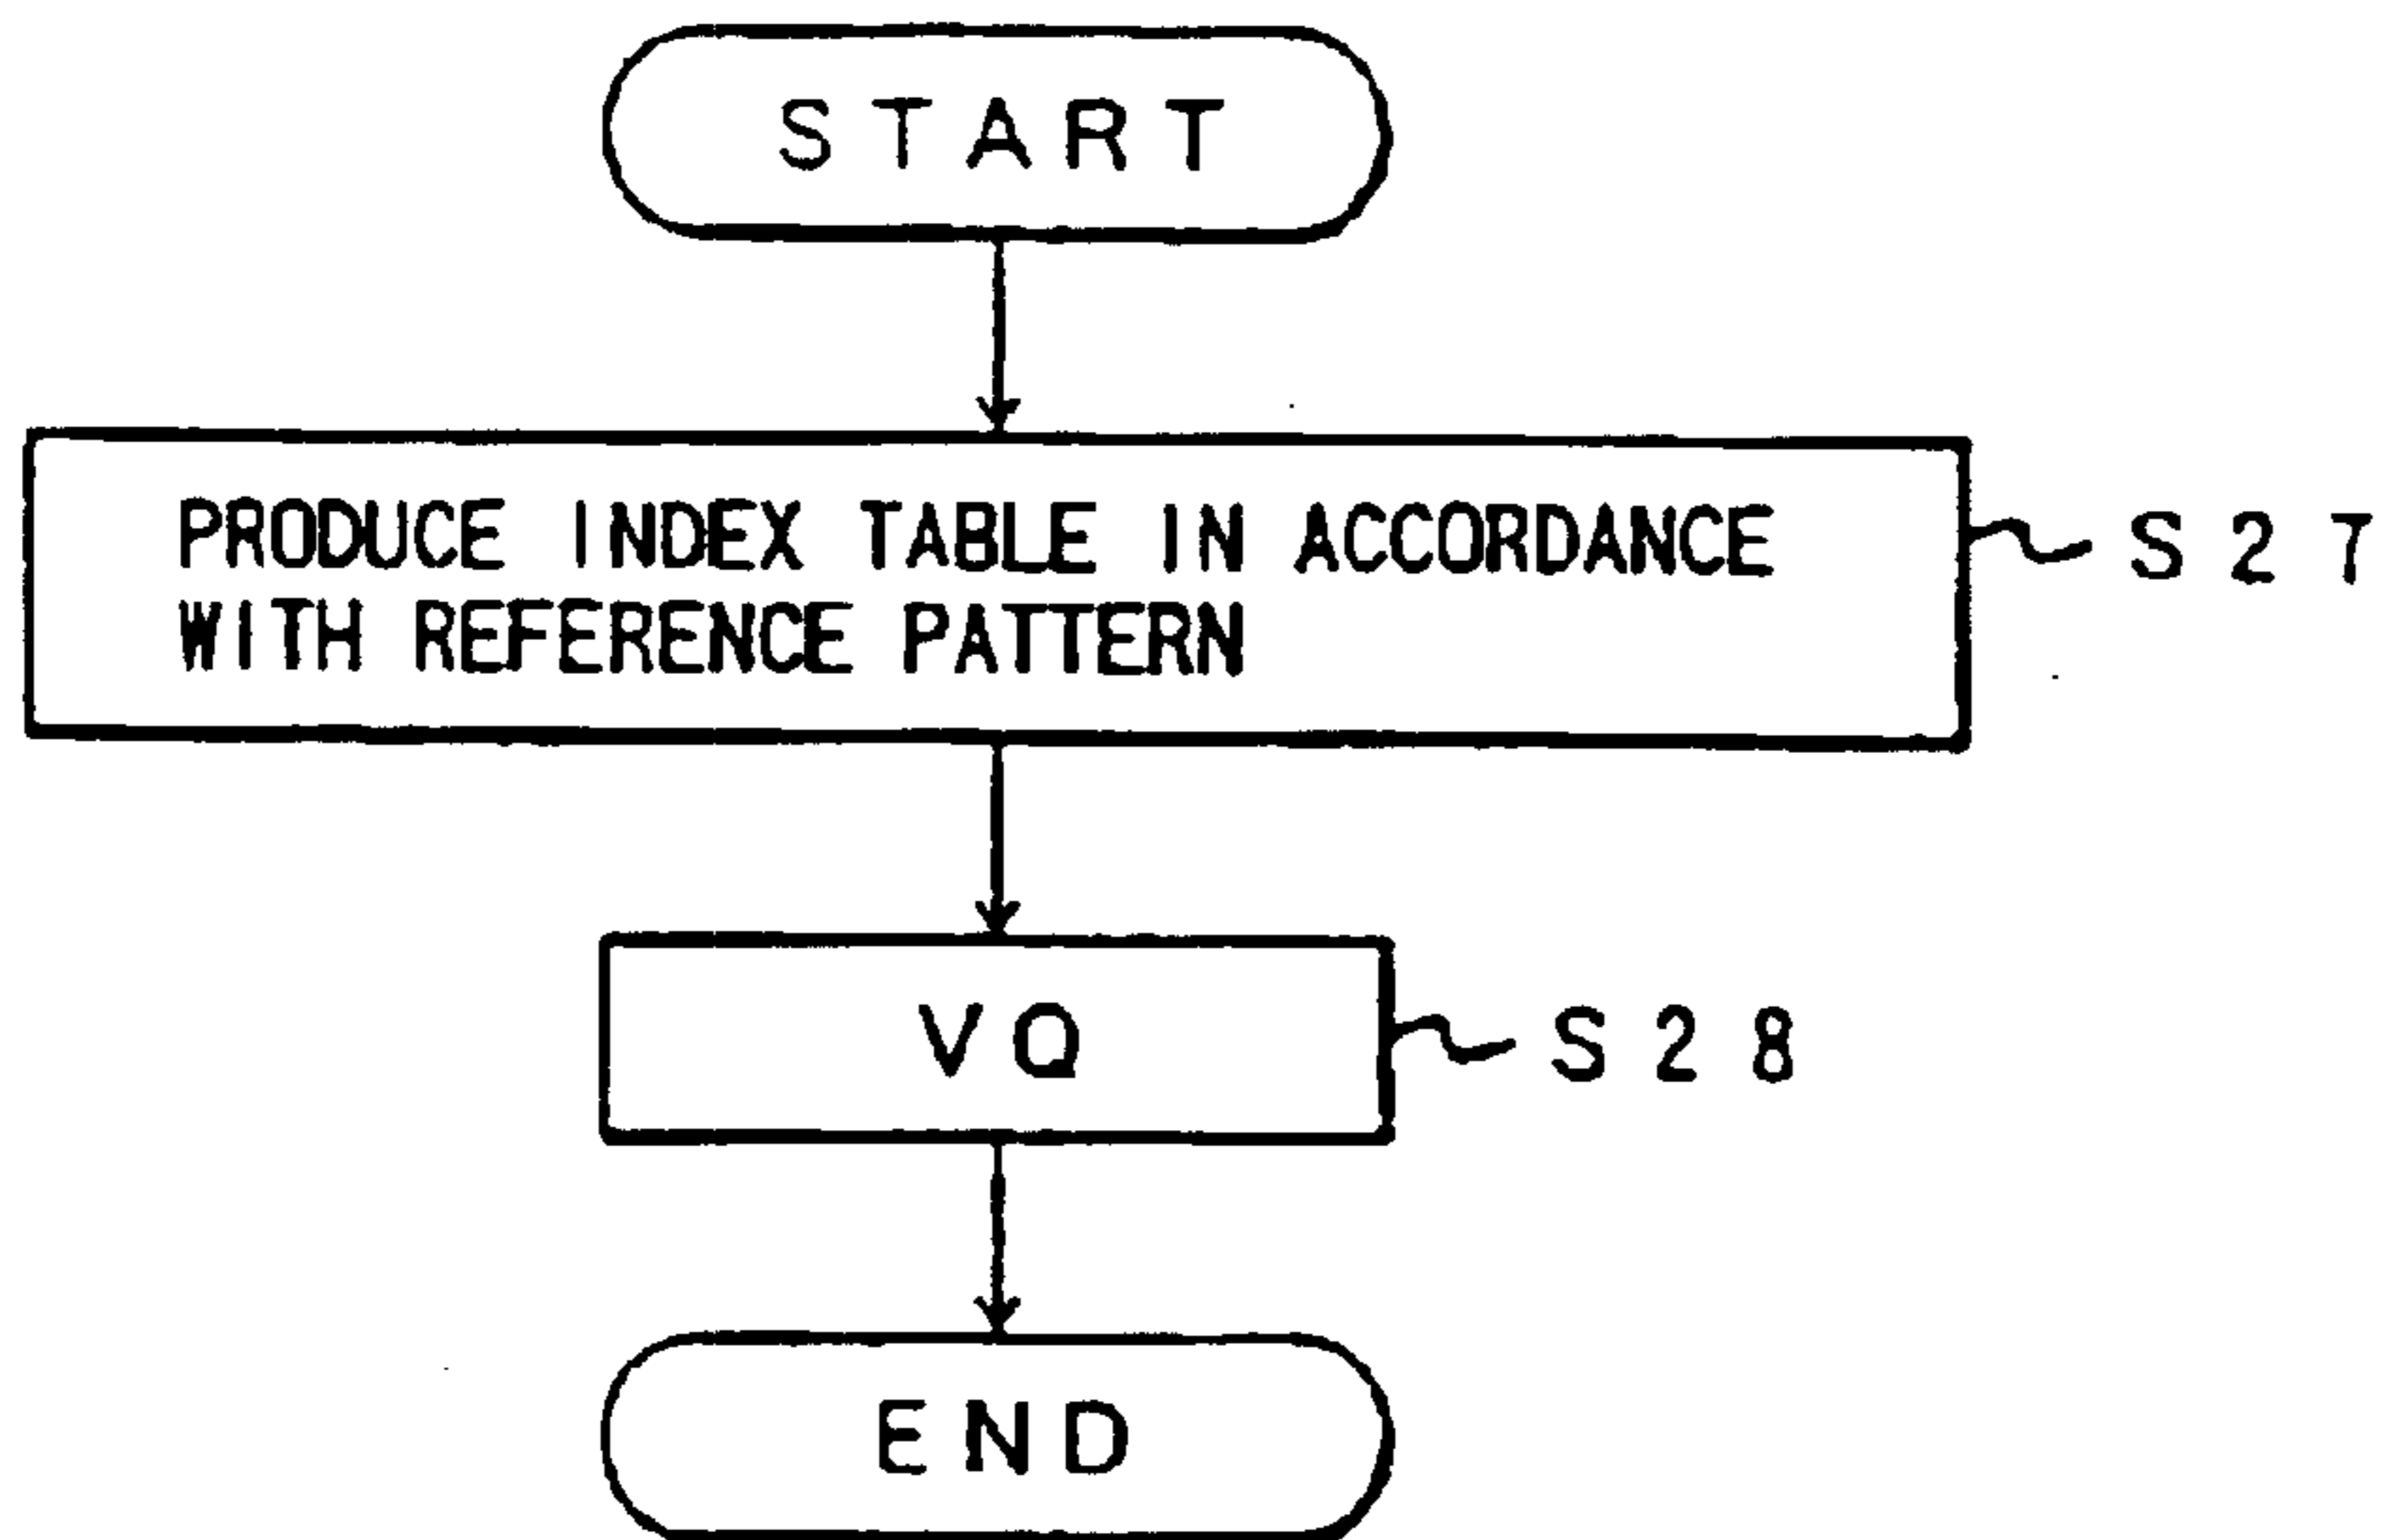 START
PRODUCE INDEX TABLE IN ACCORDANCE
WITH REFERENCE PATTERN
S27
VQ
S28
END